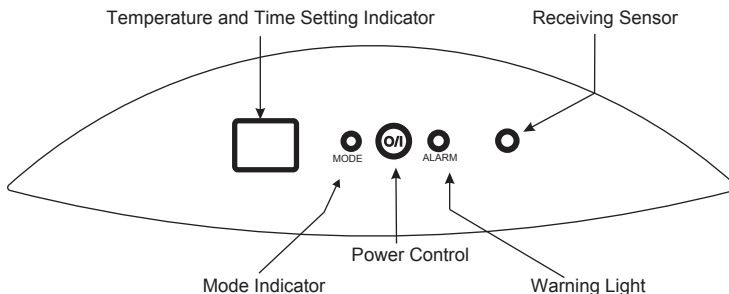 Temperature and Time Setting Indicator
Receiving Sensor
MODE
O/I
ALARM
Power Control
Mode Indicator
Warning Light